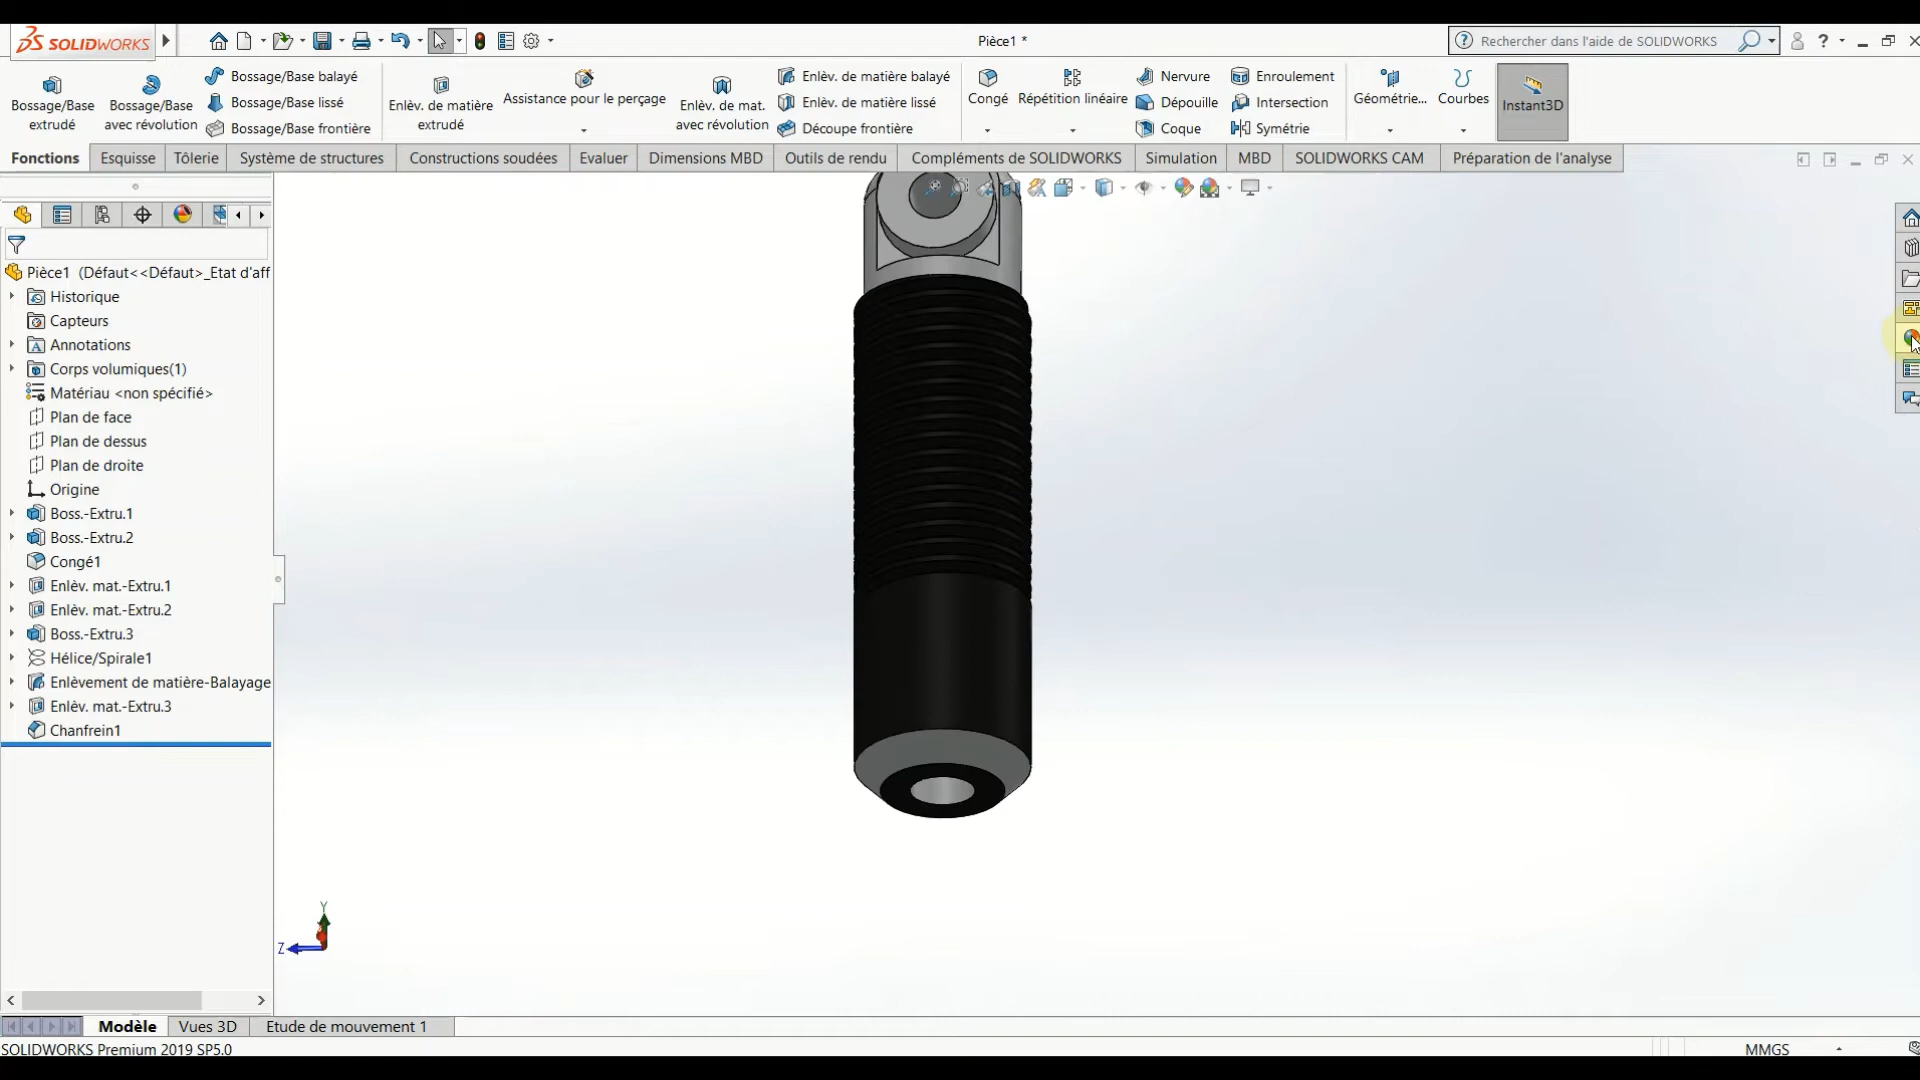 SOLIDWORKS
Pièce1 *
Rechercher dans l'aide de SOLIDWORKS
Bossage/Base extrudé
Bossage/Base avec révolution
Bossage/Base balayé
Bossage/Base lissé
Bossage/Base frontière
Enlèv. de matière extrudé
Assistance pour le perçage
Enlèv. de mat. avec révolution
Enlèv. de matière balayé
Enlèv. de matière lissé
Découpe frontière
Congé
Répétition linéaire
Nervure
Dépouille
Coque
Enroulement
Intersection
Symétrie
Géométrie...
Courbes
Instant3D
Fonctions
Esquisse
Tôlerie
Système de structures
Constructions soudées
Evaluer
Dimensions MBD
Outils de rendu
Compléments de SOLIDWORKS
Simulation
MBD
SOLIDWORKS CAM
Préparation de l'analyse
Pièce1 (Défaut<<Défaut>_Etat d'aff
Historique
Capteurs
Annotations
Corps volumiques(1)
Matériau <non spécifié>
Plan de face
Plan de dessus
Plan de droite
Origine
Boss.-Extru.1
Boss.-Extru.2
Congé1
Enlèv. mat.-Extru.1
Enlèv. mat.-Extru.2
Boss.-Extru.3
Hélice/Spirale1
Enlèvement de matière-Balayage
Enlèv. mat.-Extru.3
Chanfrein1
Y
Z
Modèle
Vues 3D
Etude de mouvement 1
SOLIDWORKS Premium 2019 SP5.0
MMGS